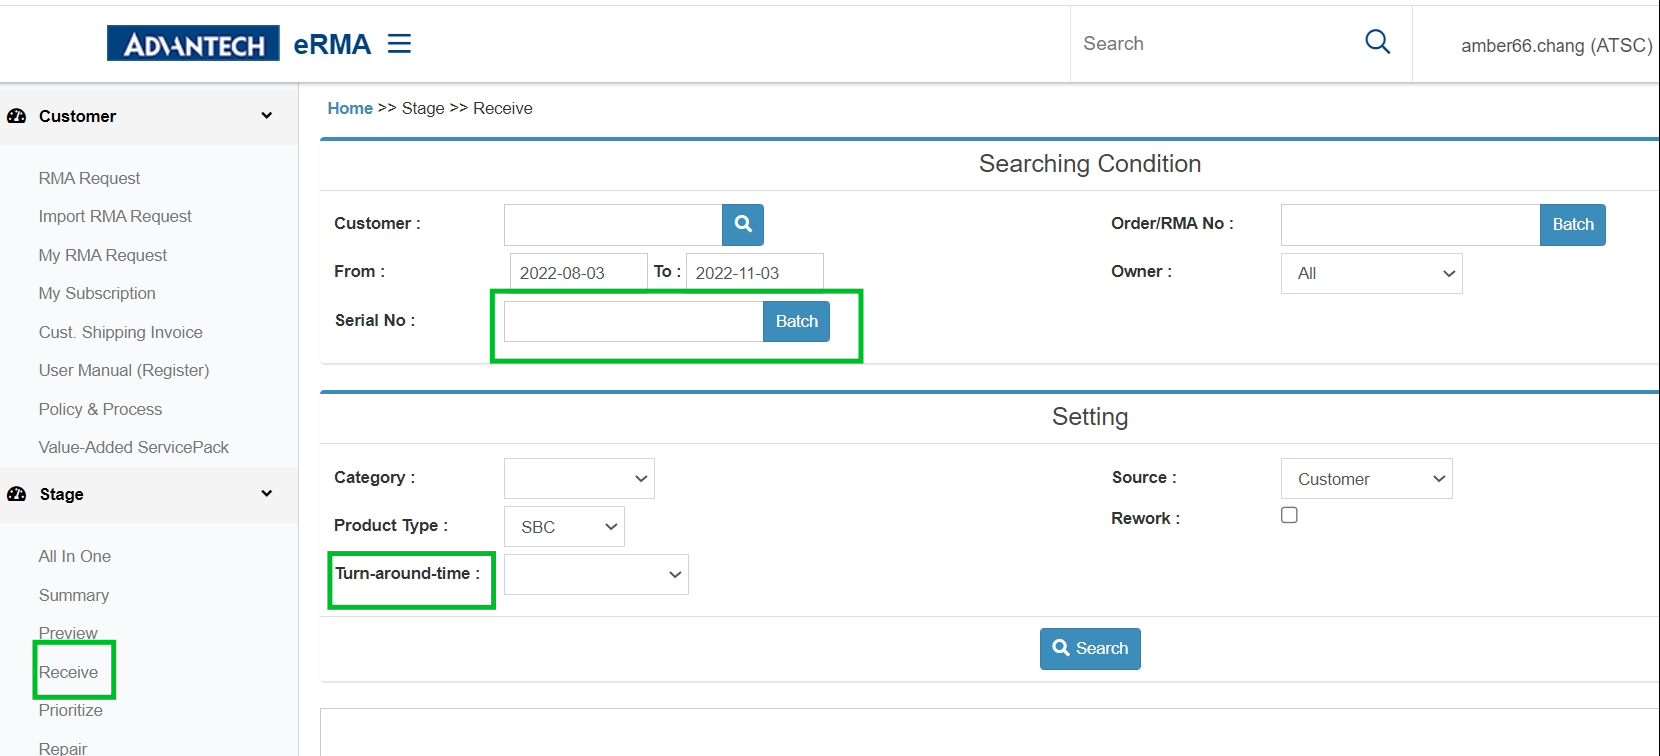 ADVANTECH eRMA
Search
amber66.chang (ATSC)
Customer
RMA Request
Import RMA Request
My RMA Request
My Subscription
Cust. Shipping Invoice
User Manual (Register)
Policy & Process
Value-Added ServicePack
Stage
All In One
Summary
Preview
Receive
Prioritize
Repair
Home >> Stage >> Receive
Searching Condition
Customer :
Order/RMA No : Batch
From : 2022-08-03 To : 2022-11-03
Owner : All
Serial No : Batch
Setting
Category :
Source : Customer
Product Type : SBC
Rework :
Turn-around-time :
Search